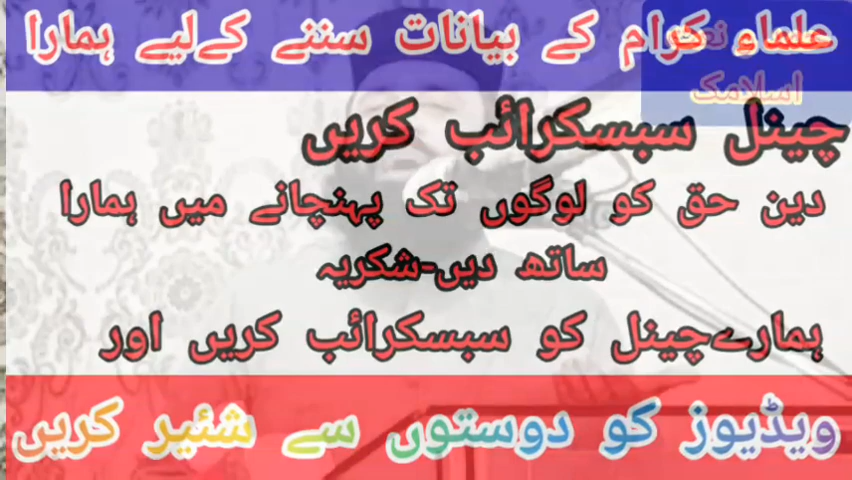 علماء کرام کے بیانات سننے کےلیے ہمارا
اسلامک
چینل سبسکرائب کریں
دین حق کو لوگوں تک پہنچانے میں ہمارا
ساتھ دیں-شکریہ
ہمارےچینل کو سبسکرائب کریں اور
ویڈیوز کو دوستوں سے شئیر کریں